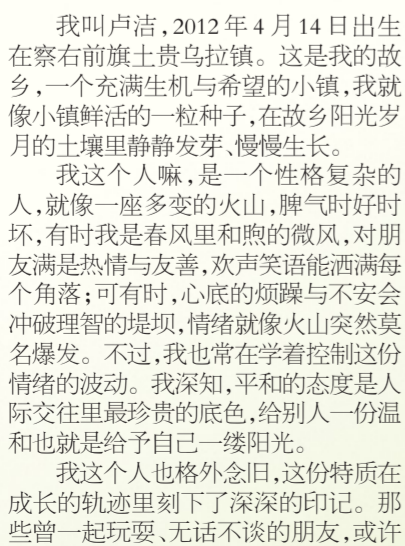 我叫卢洁,2012年4月14日出生
在察右前旗土贵乌拉镇。这是我的故
乡,一个充满生机与希望的小镇,我就
像小镇鲜活的一粒种子,在故乡阳光岁
月的土壤里静静发芽、慢慢生长。
我这个人嘛,是一个性格复杂的
人,就像一座多变的火山,脾气时好时
坏,有时我是春风里和煦的微风,对朋
友满是热情与友善,欢声笑语能洒满每
个角落;可有时,心底的烦躁与不安会
冲破理智的堤坝,情绪就像火山突然莫
名爆发。不过,我也常在学着控制这份
情绪的波动。我深知,平和的态度是人
际交往里最珍贵的底色,给别人一份温
和也就是给予自己一缕阳光。
我这个人也格外念旧,这份特质在
成长的轨迹里刻下了深深的印记。那
些曾一起玩耍、无话不谈的朋友,或许